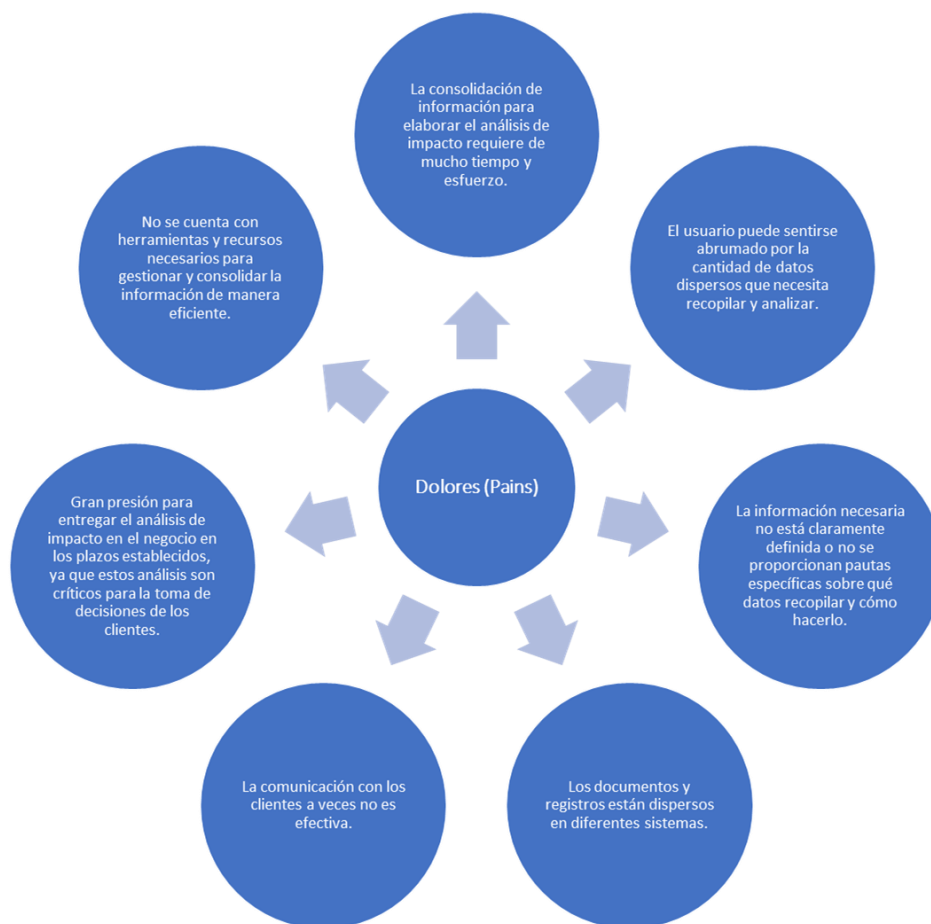 La consolidación de
información para
elaborar el análisis de
impacto requiere de
mucho tiempo y
esfuerzo.
El usuario puede sentirse
abrumado por la
cantidad de datos
dispersos que necesita
recopilar y analizar.
La información necesaria
no está claramente
definida o no se
proporcionan pautas
específicas sobre qué
datos recopilar y cómo
hacerlo.
Los documentos y
registros están dispersos
en diferentes sistemas.
La comunicación con los
clientes a veces no es
efectiva.
Gran presión para
entregar el análisis de
impacto en el negocio en
los plazos establecidos,
ya que estos análisis son
críticos para la toma de
decisiones de los
clientes.
No se cuenta con
herramientas y recursos
necesarios para
gestionar y consolidar la
información de manera
eficiente.
Dolores (Pains)